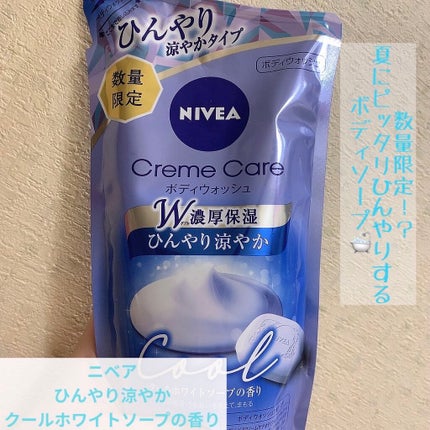 ひんやり
涼やかタイプ
数量
限定
ボディウォッシュ
NIVEA
Creme Care
ボディウォッシュ
W濃厚保湿
ひんやり涼やか
Cool
ホワイトソープの香り
数量限定！？
夏にピッタリひんやりする
ボディソープ
ニベア
ひんやり涼やか
クールホワイトソープの香り